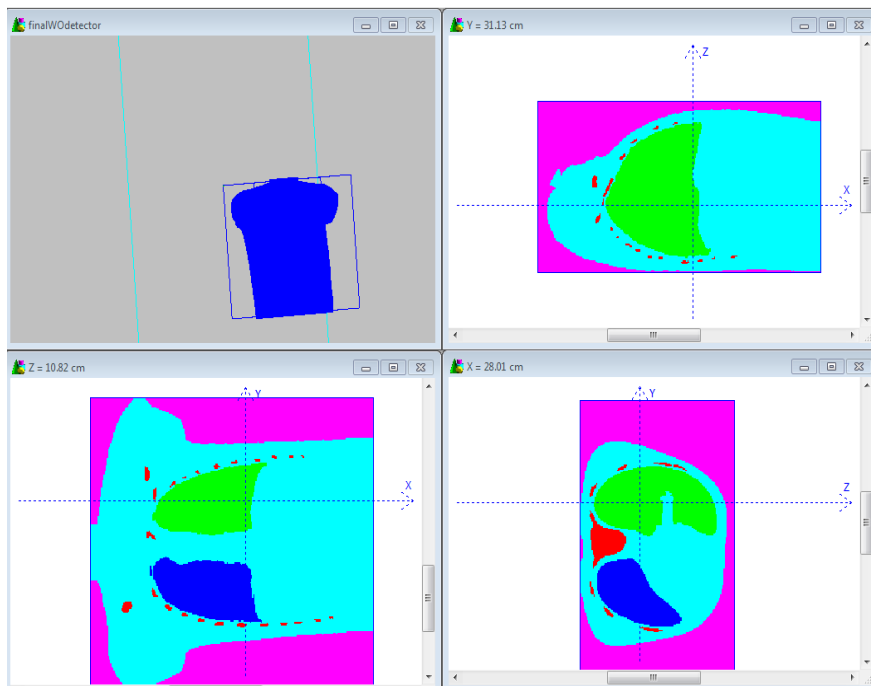 finalWOdetector
Y = 31.13 cm
Z
X
Z = 10.82 cm
Y
X
X = 28.01 cm
Y
Z